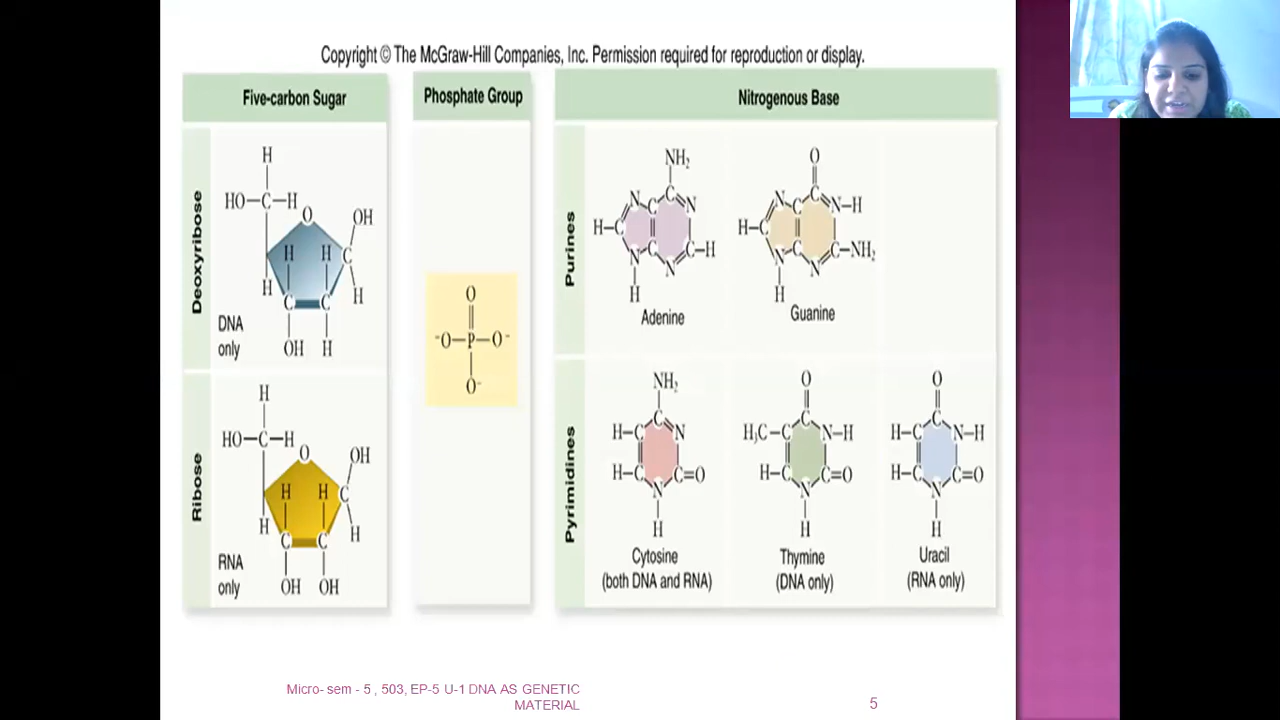 Copyright © The McGraw-Hill Companies, Inc. Permission required for reproduction or display.
Five-carbon Sugar
Deoxyribose
H
HO–C–H
O
OH
H H C
H
H
C C
OH H
DNA
only
Ribose
H
HO–C–H
O
OH
H H C
H
H
C C
OH OH
RNA
only
Phosphate Group
O
⁻O–P–O⁻
O⁻
Nitrogenous Base
Purines
NH₂
C
N C N
H–C
C C–H
N N
H
Adenine
O
C
N C N–H
H–C
C C–NH₂
N N
H
Guanine
Pyrimidines
NH₂
C
H–C N
H–C C=O
N
H
Cytosine
(both DNA and RNA)
O
C
H₃C–C N–H
H–C C=O
N
H
Thymine
(DNA only)
O
C
H–C N–H
H–C C=O
N
H
Uracil
(RNA only)
Micro- sem - 5 , 503, EP-5 U-1 DNA AS GENETIC
MATERIAL
5